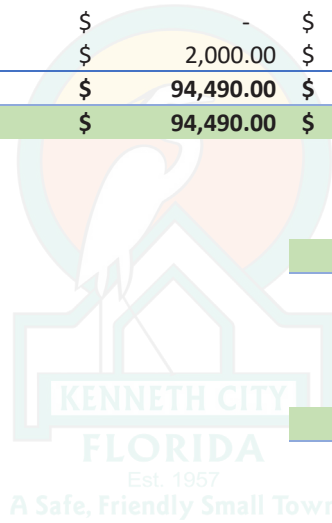 $ - $
$ 2,000.00 $
$ 94,490.00 $
$ 94,490.00 $
KENNETH CITY
FLORIDA
Est. 1957
A Safe, Friendly Small Town